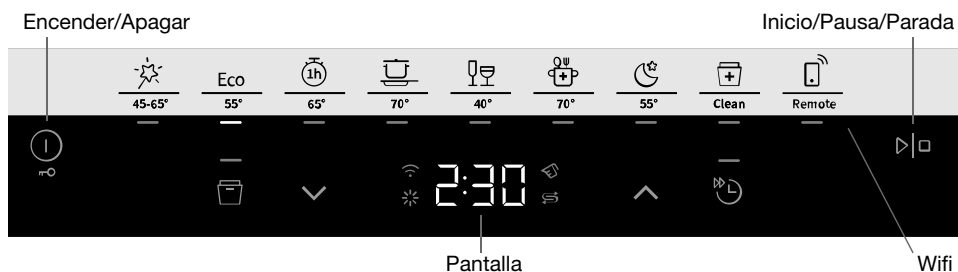 Encender/Apagar
Inicio/Pausa/Parada
Eco
1h
45-65°
55°
65°
70°
40°
70°
55°
Clean
Remote
2:30
Pantalla
Wifi